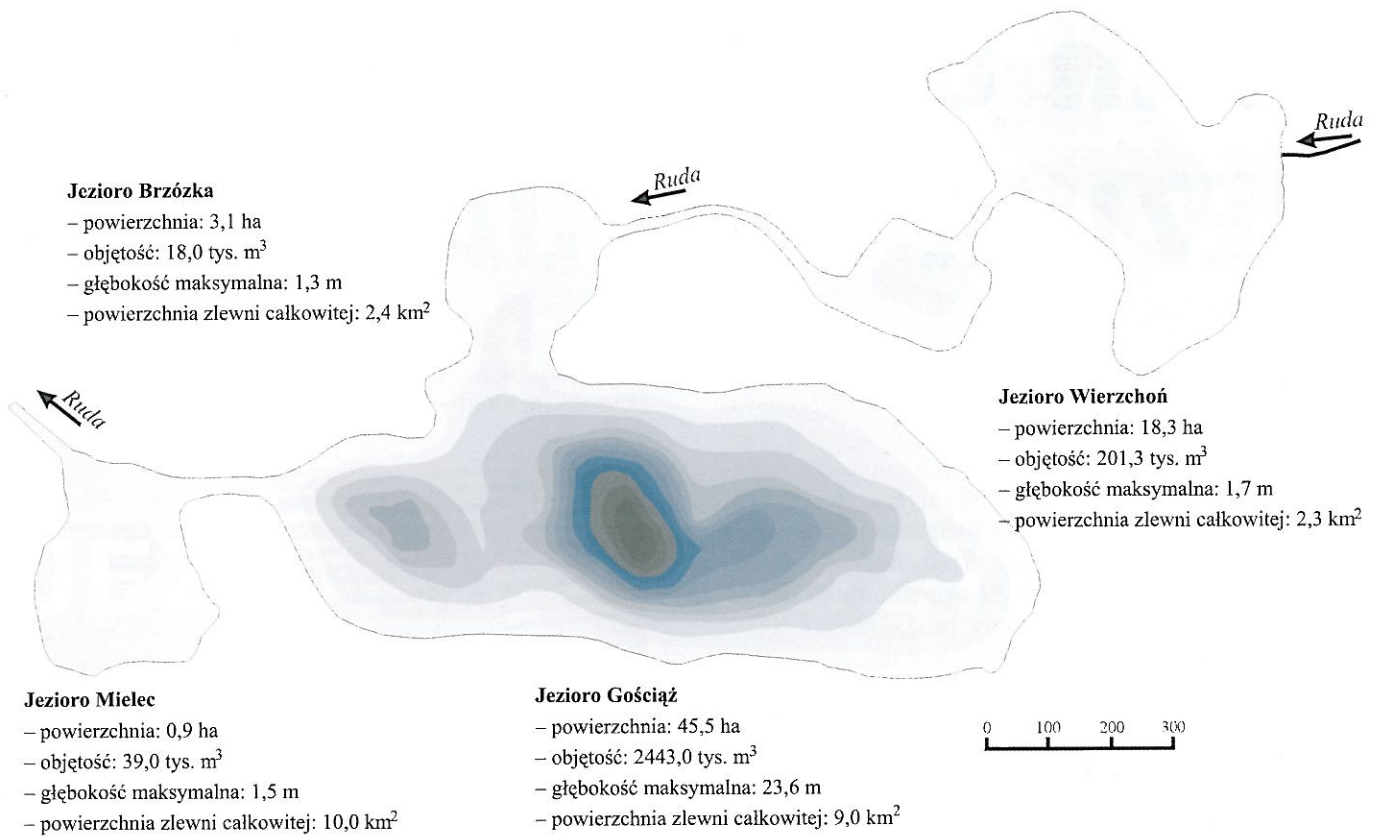 Ruda
Ruda
Jezioro Brzózka
– powierzchnia: 3,1 ha
– objętość: 18,0 tys. m³
– głębokość maksymalna: 1,3 m
– powierzchnia zlewni całkowitej: 2,4 km²
Ruda
Jezioro Wierzchoń
– powierzchnia: 18,3 ha
– objętość: 201,3 tys. m³
– głębokość maksymalna: 1,7 m
– powierzchnia zlewni całkowitej: 2,3 km²
Jezioro Mielec
– powierzchnia: 0,9 ha
– objętość: 39,0 tys. m³
– głębokość maksymalna: 1,5 m
– powierzchnia zlewni całkowitej: 10,0 km²
Jezioro Gościąż
– powierzchnia: 45,5 ha
– objętość: 2443,0 tys. m³
– głębokość maksymalna: 23,6 m
– powierzchnia zlewni całkowitej: 9,0 km²
0 100 200 300